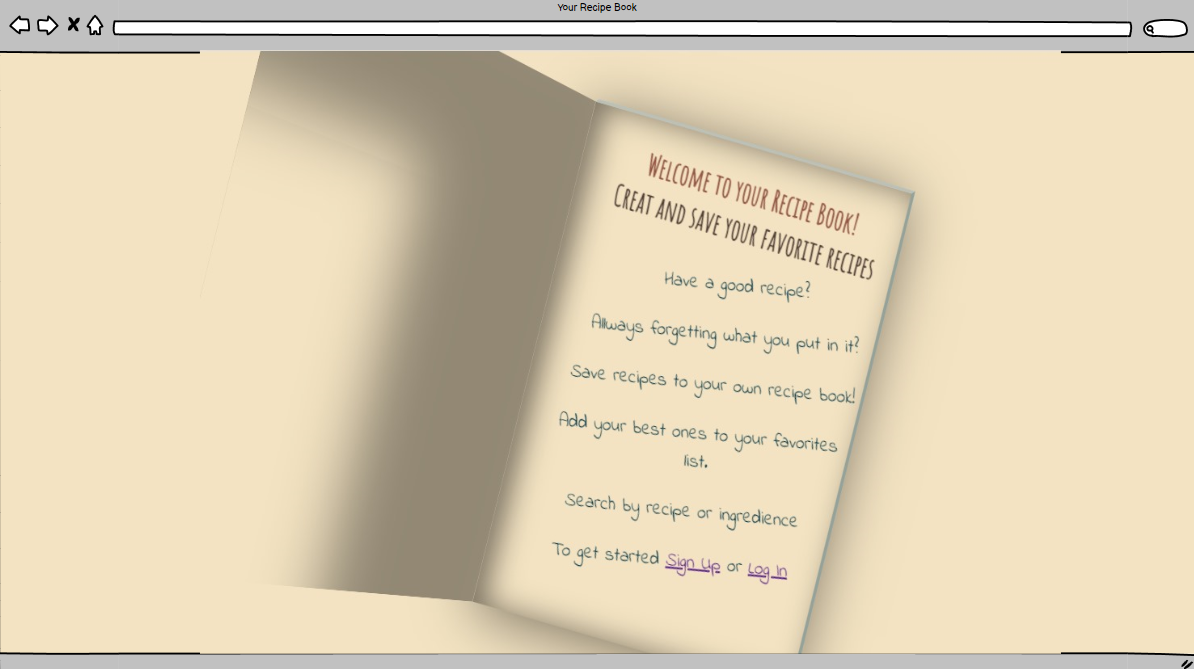 Your Recipe Book
Welcome to your Recipe Book!
Creat and save your favorite recipes
Have a good recipe?
Allways forgetting what you put in it?
Save recipes to your own recipe book!
Add your best ones to your favorites
list.
Search by recipe or ingredience
To get started Sign Up or Log In